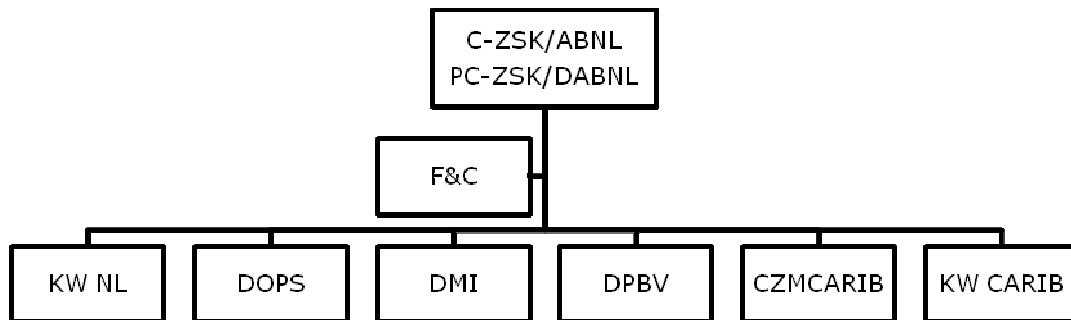 C-ZSK/ABNL
PC-ZSK/DABNL
F&C
KW NL
DOPS
DMI
DPBV
CZMCARIB
KW CARIB